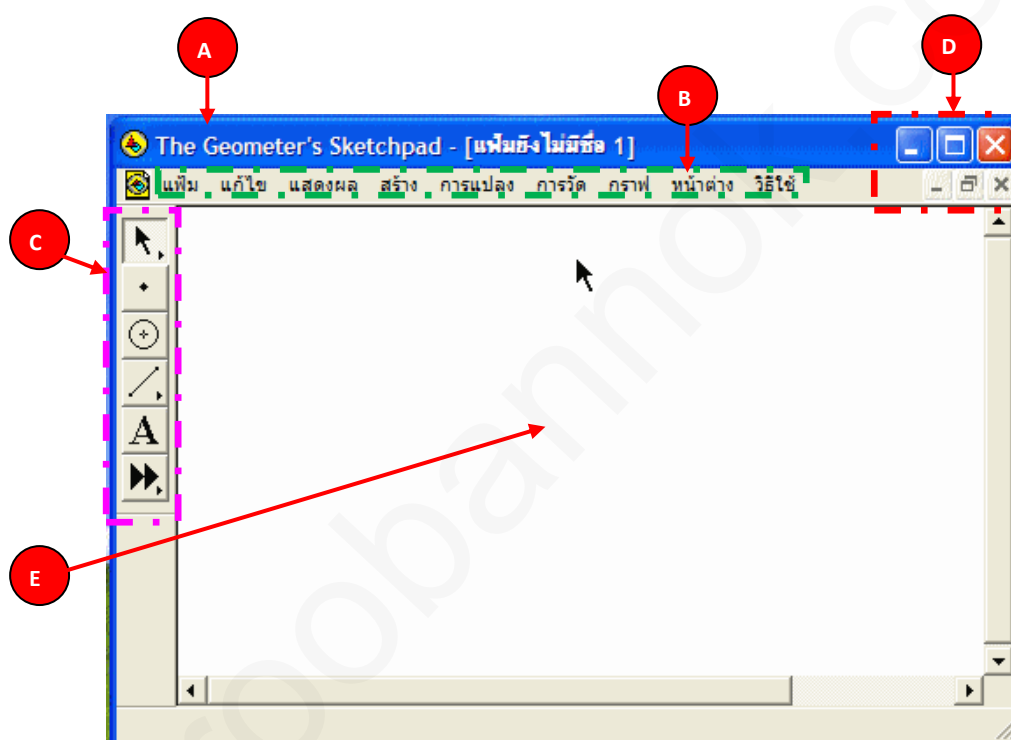 A
D
B
The Geometer's Sketchpad - [แฟ้มยังไม่มีชื่อ 1]
แฟ้ม แก้ไข แสดงผล สร้าง การแปลง การวัด กราฟ หน้าต่าง วิธีใช้
C
A
E